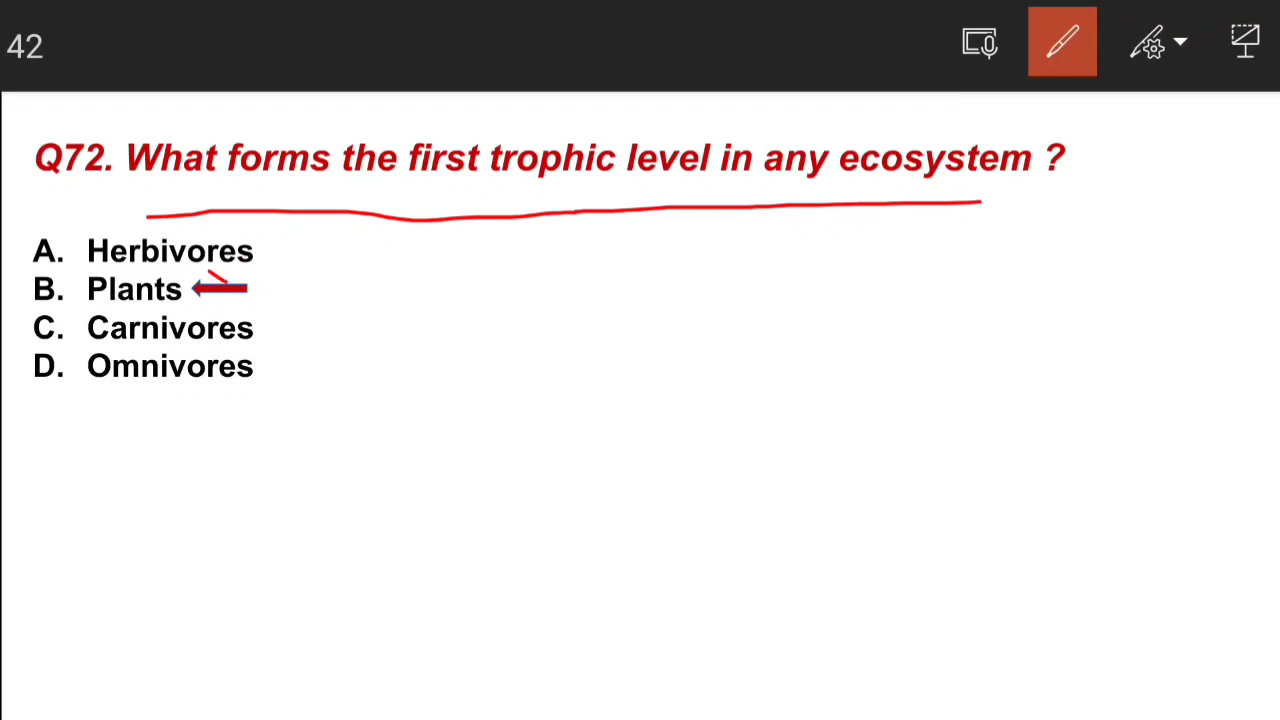 42
Q72. What forms the first trophic level in any ecosystem ?
A. Herbivores
B. Plants
C. Carnivores
D. Omnivores